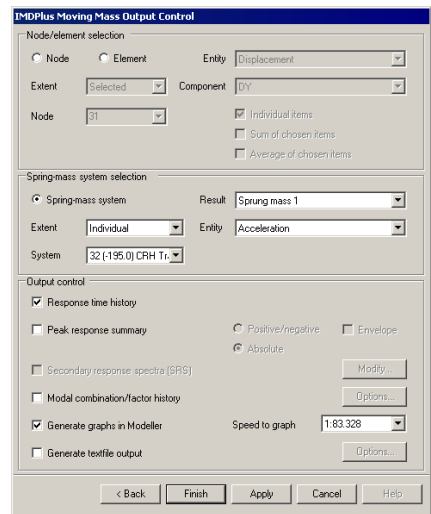 IMDPlus Moving Mass Output Control
Node/element selection
Node Element Entity Displacement
Extent Selected Component DY
Node 31 Individual items
Sum of chosen items
Average of chosen items
Spring-mass system selection
Spring-mass system Result Sprung mass 1
Extent Individual Entity Acceleration
System 32 (-195.0) CRH Tr
Output control
Response time history
Peak response summary Positive/negative Envelope
Absolute
Secondary response spectra (SRS) Modify...
Modal combination/factor history Options...
Generate graphs in Modeller Speed to graph 1:83.328
Generate textfile output Options...
< Back Finish Apply Cancel Help